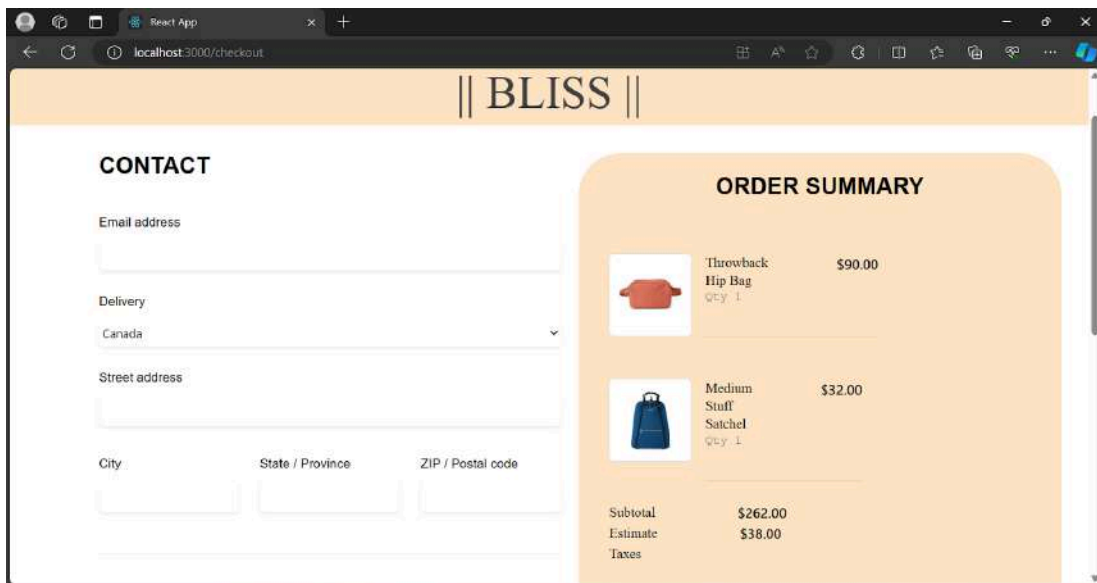 React App
localhost:3000/checkout
|| BLISS ||
CONTACT
Email address
Delivery
Canada
Street address
City State / Province ZIP / Postal code
ORDER SUMMARY
Throwback $90.00
Hip Bag
Qty 1
Medium $32.00
Stuff
Satchel
Qty 1
Subtotal $262.00
Estimate $38.00
Taxes